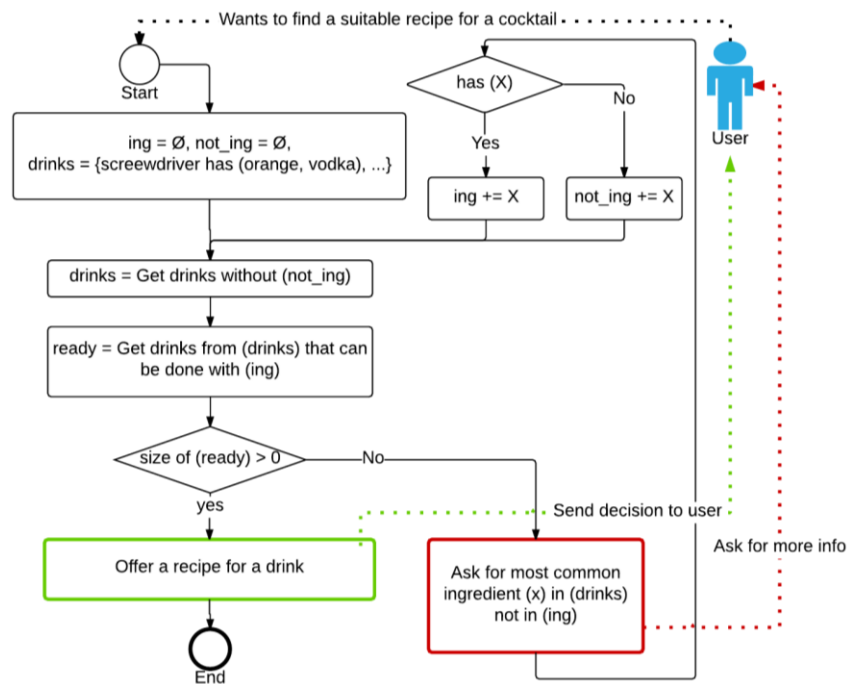 Wants to find a suitable recipe for a cocktail
Start
has (X)
No
User
ing = Ø, not_ing = Ø,
drinks = {screwdriver has (orange, vodka), ...}
Yes
ing += X
not_ing += X
drinks = Get drinks without (not_ing)
ready = Get drinks from (drinks) that can
be done with (ing)
size of (ready) > 0
No
yes
Send decision to user
Ask for more info
Offer a recipe for a drink
Ask for most common
ingredient (x) in (drinks)
not in (ing)
End